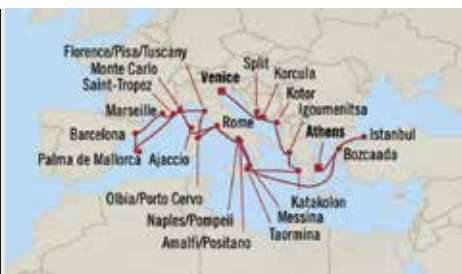 Florence/Pisa/Tuscany
Monte Carlo
Saint-Tropez
Marseille
Barcelona
Palma de Mallorca
Ajaccio
Olbia/Porto Cervo
Naples/Pompeii
Amalfi/Positano
Venice
Split
Korcula
Kotor
Igoumenitsa
Rome
Athens
Istanbul
Bozcaada
Katakolon
Messina
Taormina